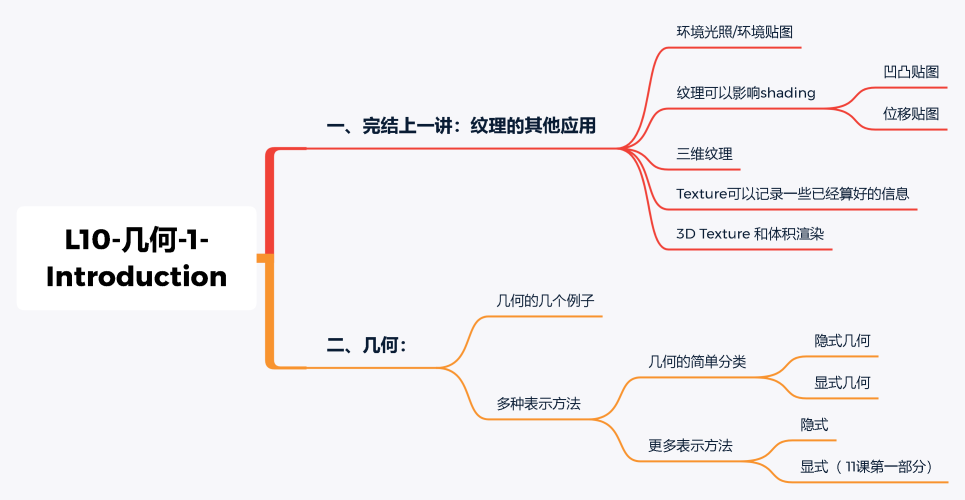 L10-几何-1-
Introduction
一、完结上一讲：纹理的其他应用
环境光照/环境贴图
纹理可以影响shading
凹凸贴图
位移贴图
三维纹理
Texture可以记录一些已经算好的信息
3D Texture 和体积渲染
二、几何：
几何的几个例子
多种表示方法
几何的简单分类
隐式几何
显式几何
更多表示方法
隐式
显式（ 11课第一部分）